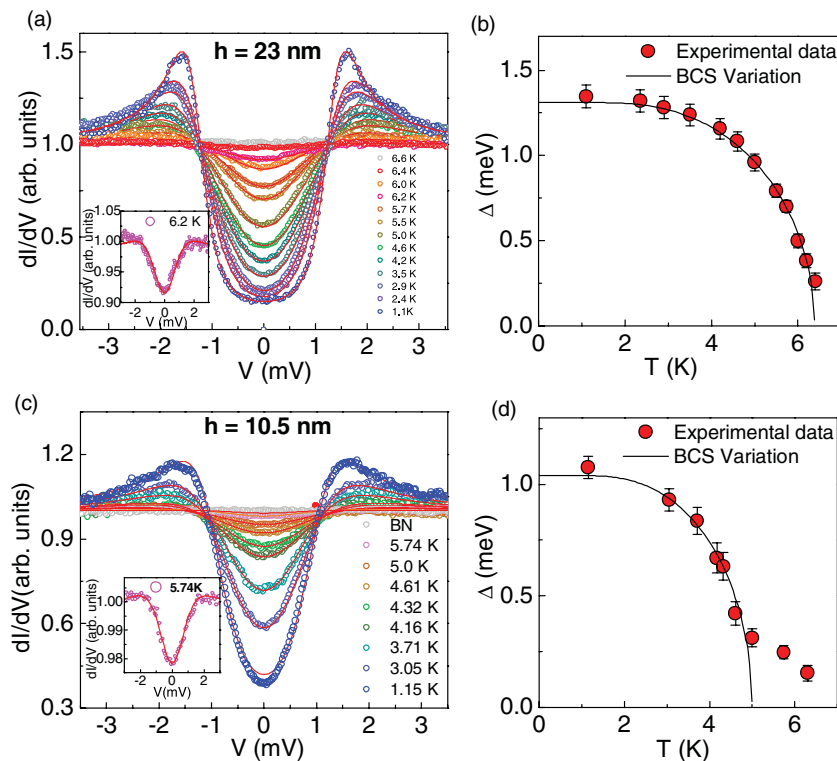 (a)
h = 23 nm
dI/dV (arb. units)
1.5
1.0
0.5
0.0
6.6 K
6.4 K
6.0 K
6.2 K
5.7 K
5.5 K
5.0 K
4.6 K
4.2 K
3.5 K
2.9 K
2.4 K
1.1K
dI/dV (arb. units)
1.05
1.00
0.95
0.90
6.2 K
-2 0 2
V (mV)
-3 -2 -1 0 1 2 3
V (mV)
(b)
Experimental data
BCS Variation
Δ (meV)
1.5
1.0
0.5
0.0
0 2 4 6
T (K)
(c)
h = 10.5 nm
dI/dV(arb. units)
1.2
0.9
0.6
0.3
BN
5.74 K
5.0 K
4.61 K
4.32 K
4.16 K
3.71 K
3.05 K
1.15 K
dI/dV (arb. units)
1.00
0.99
0.98
5.74K
-2 0 2
V(mV)
-3 -2 -1 0 1 2 3
V (mV)
(d)
Experimental data
BCS Variation
Δ (meV)
1.0
0.5
0.0
0 2 4 6
T (K)